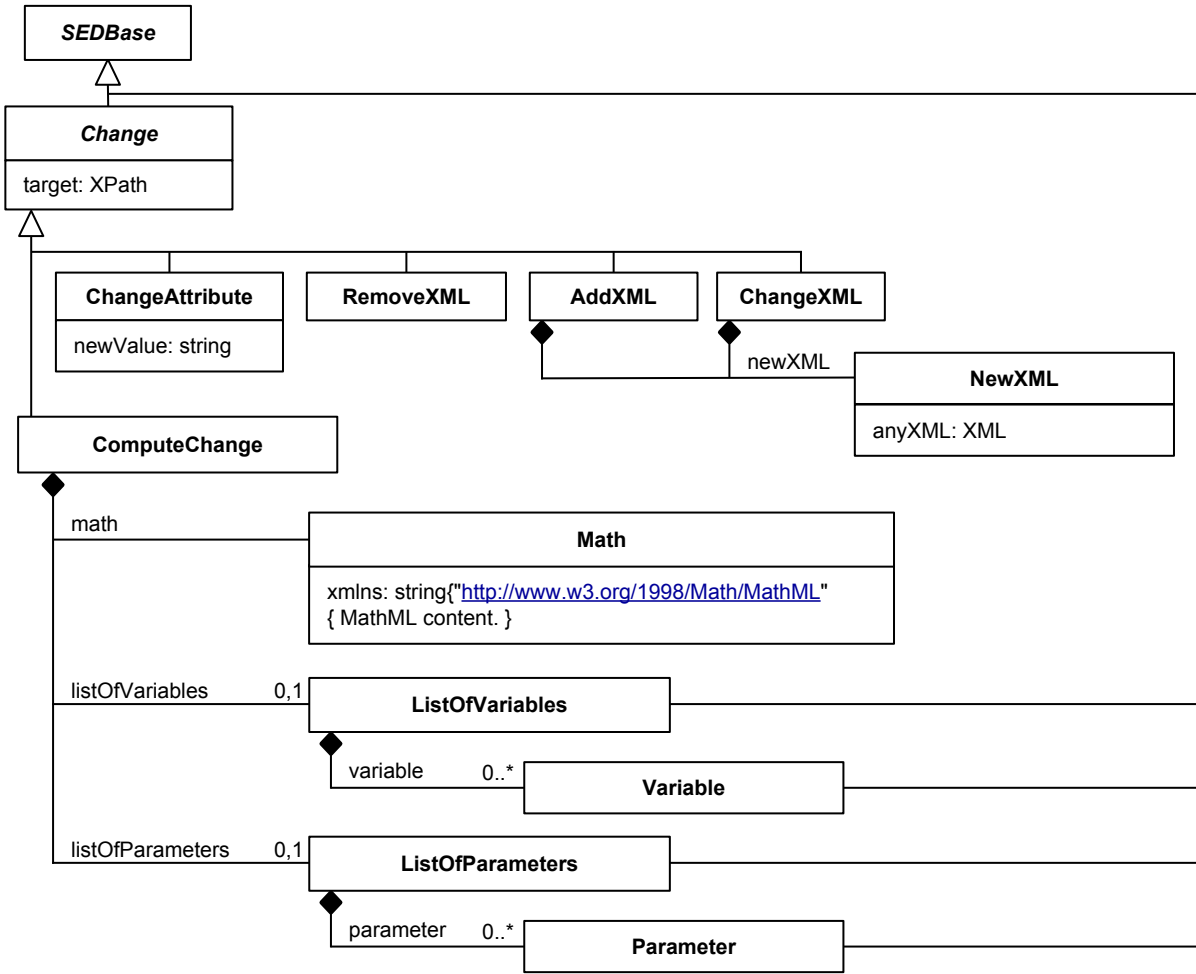 SEDBase
Change
target: XPath
ChangeAttribute
newValue: string
RemoveXML
AddXML
ChangeXML
newXML
NewXML
anyXML: XML
ComputeChange
math
Math
xmlns: string{"http://www.w3.org/1998/Math/MathML"
{ MathML content. }
listOfVariables 0,1
ListOfVariables
variable 0..*
Variable
listOfParameters 0,1
ListOfParameters
parameter 0..*
Parameter